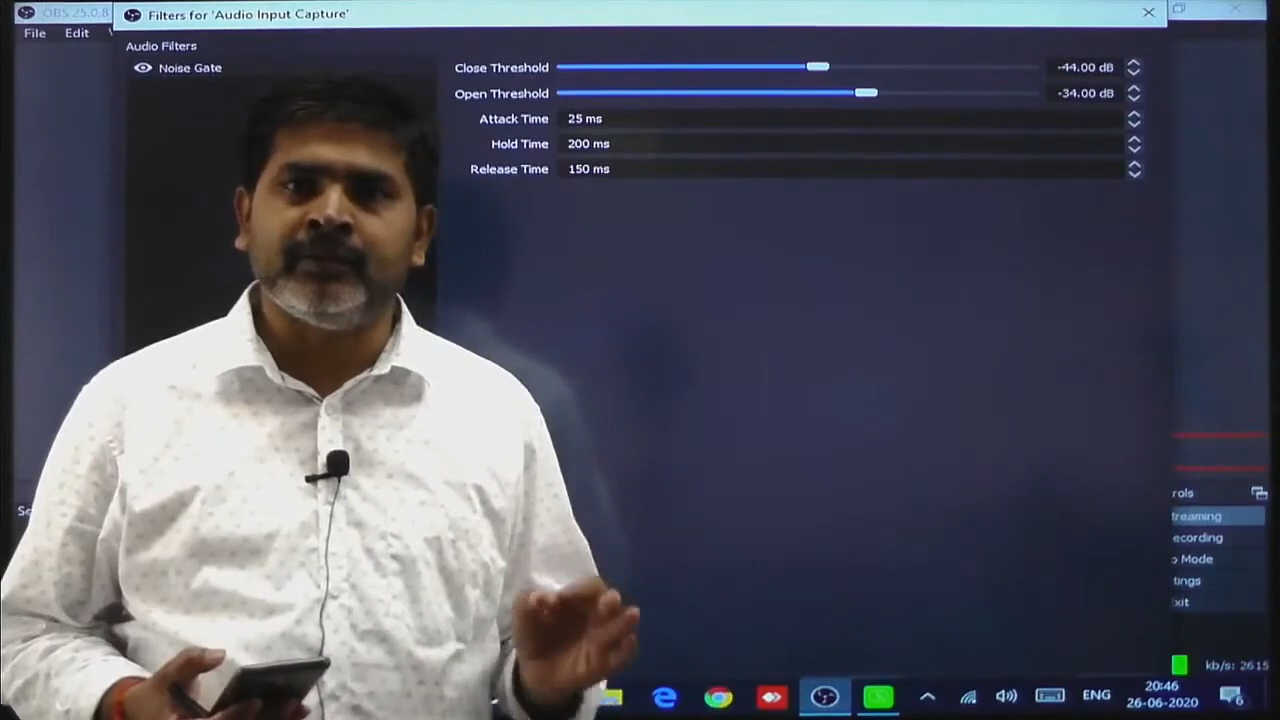 OBS 25.0.8
Filters for 'Audio Input Capture'
File Edit
Audio Filters
Noise Gate
Close Threshold -44.00 dB
Open Threshold -34.00 dB
Attack Time 25 ms
Hold Time 200 ms
Release Time 150 ms
rols
treaming
ecording
o Mode
tings
xit
kb/s: 2615
ENG
20:46
26-06-2020
6